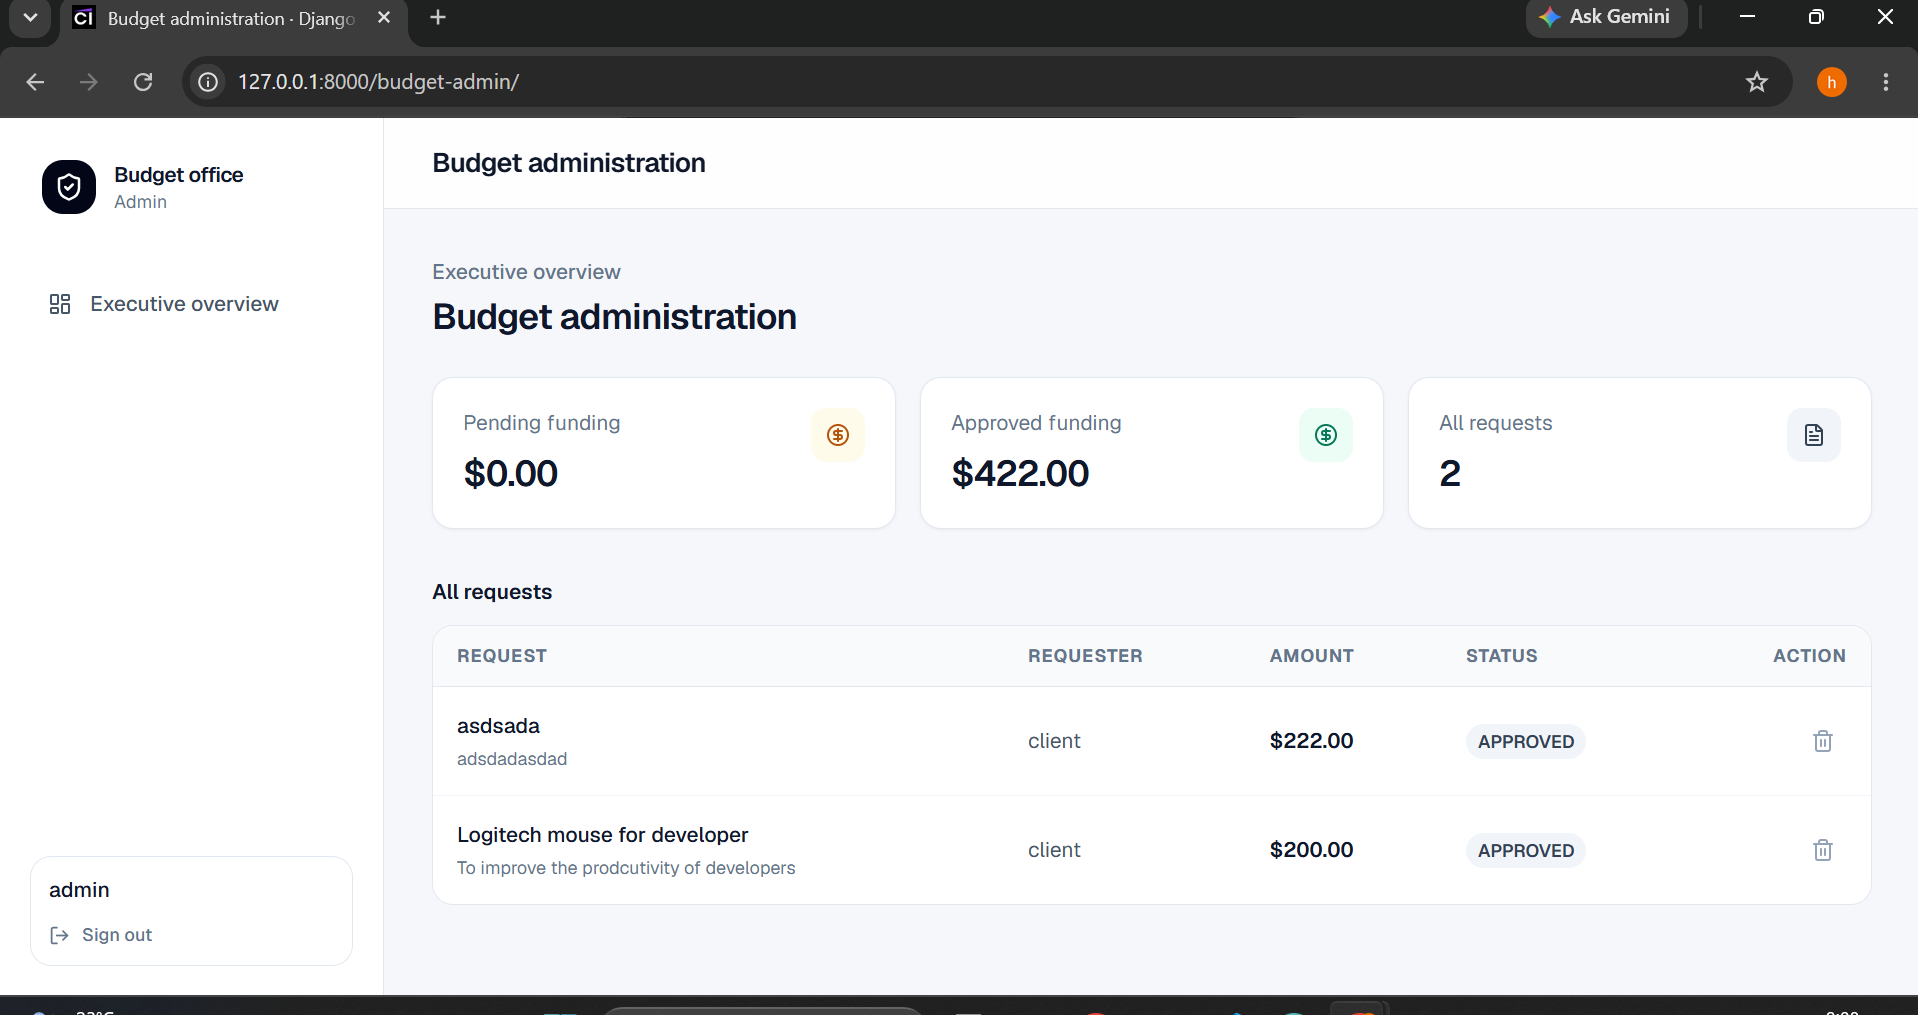 CI Budget administration · Django
Ask Gemini
127.0.0.1:8000/budget-admin/
h
Budget office
Admin
Executive overview
admin
Sign out
Budget administration
Executive overview
Budget administration
Pending funding
$0.00
Approved funding
$422.00
All requests
2
All requests
REQUEST REQUESTER AMOUNT STATUS ACTION
asdsada
adsdadasdad
client $222.00 APPROVED
Logitech mouse for developer
To improve the prodcutivity of developers
client $200.00 APPROVED